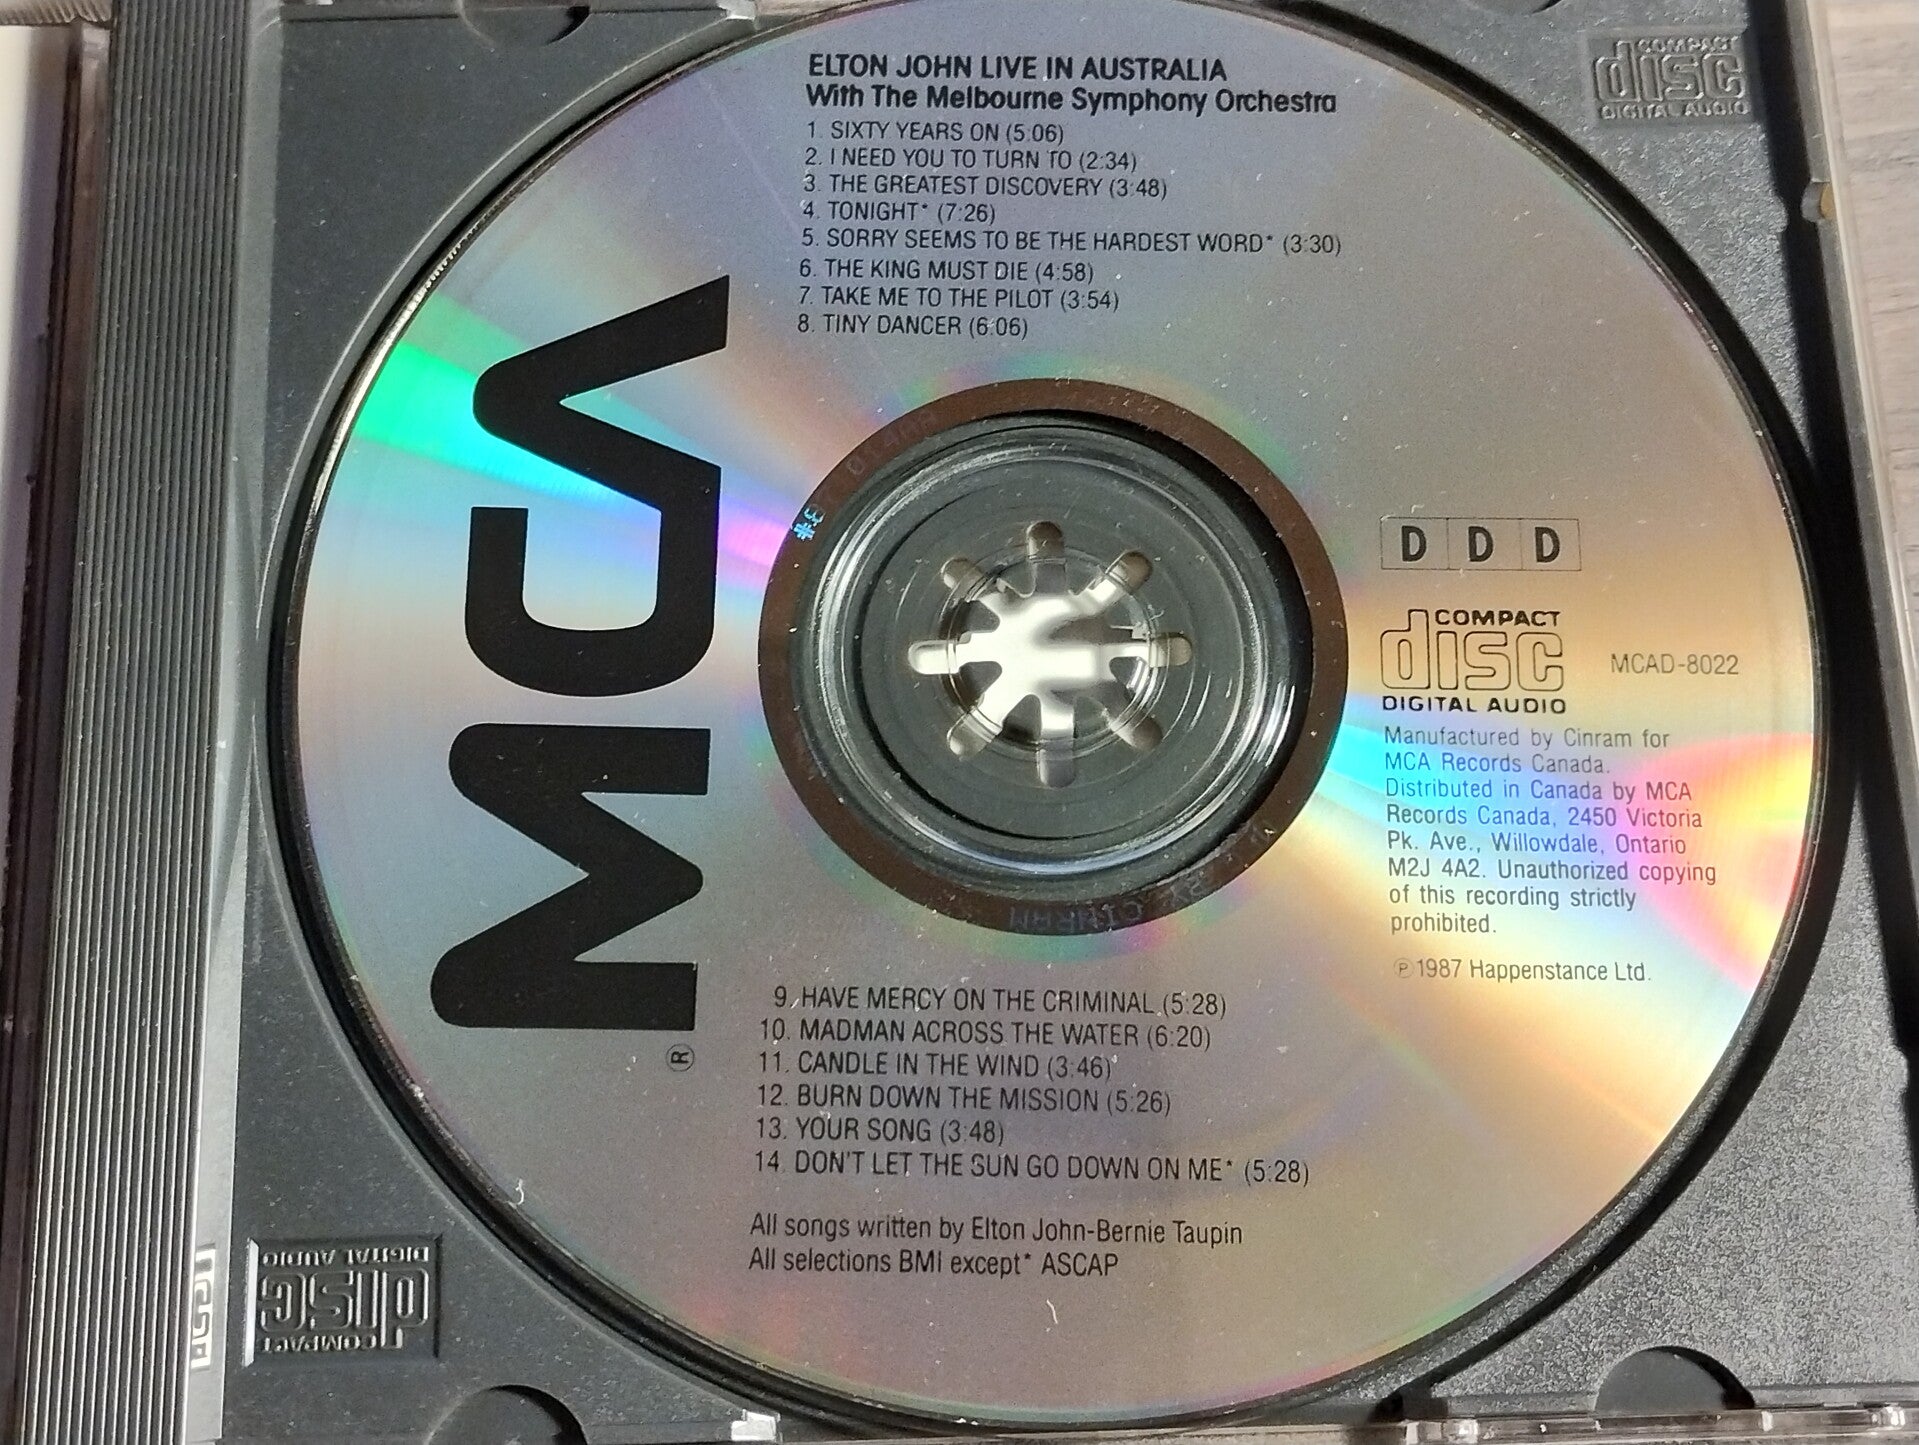 ELTON JOHN LIVE IN AUSTRALIA
With The Melbourne Symphony Orchestra
1. SIXTY YEARS ON (5:06)
2. I NEED YOU TO TURN TO (2:34)
3. THE GREATEST DISCOVERY (3:48)
4. TONIGHT* (7:26)
5. SORRY SEEMS TO BE THE HARDEST WORD* (3:30)
6. THE KING MUST DIE (4:58)
7. TAKE ME TO THE PILOT (3:54)
8. TINY DANCER (6:06)
COMPACT
disc
DIGITAL AUDIO
MCA
®
#3
D D D
COMPACT
disc
DIGITAL AUDIO
MCAD-8022
Manufactured by Cinram for
MCA Records Canada.
Distributed in Canada by MCA
Records Canada, 2450 Victoria
Pk. Ave., Willowdale, Ontario
M2J 4A2. Unauthorized copying
of this recording strictly
prohibited.
℗1987 Happenstance Ltd.
CINRAM
9. HAVE MERCY ON THE CRIMINAL (5:28)
10. MADMAN ACROSS THE WATER (6:20)
11. CANDLE IN THE WIND (3:46)
12. BURN DOWN THE MISSION (5:26)
13. YOUR SONG (3:48)
14. DON'T LET THE SUN GO DOWN ON ME* (5:28)
All songs written by Elton John-Bernie Taupin
All selections BMI except* ASCAP
COMPACT
disc
DIGITAL AUDIO